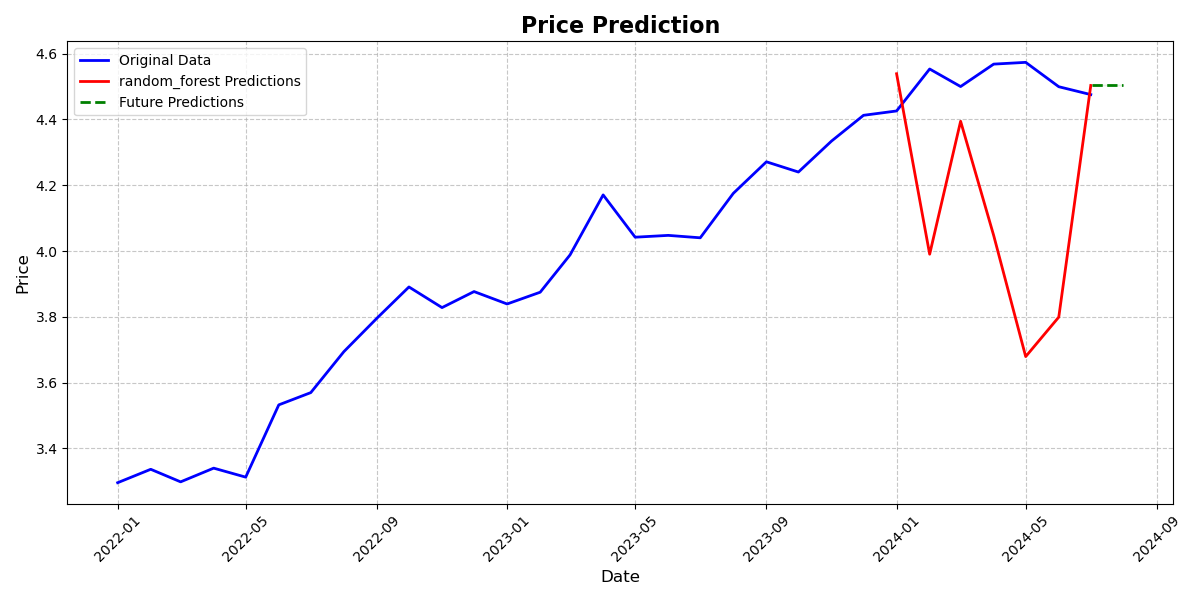 Price Prediction
Original Data
random_forest Predictions
Future Predictions
Price
4.6
4.4
4.2
4.0
3.8
3.6
3.4
2022-01
2022-05
2022-09
2023-01
2023-05
2023-09
2024-01
2024-05
2024-09
Date